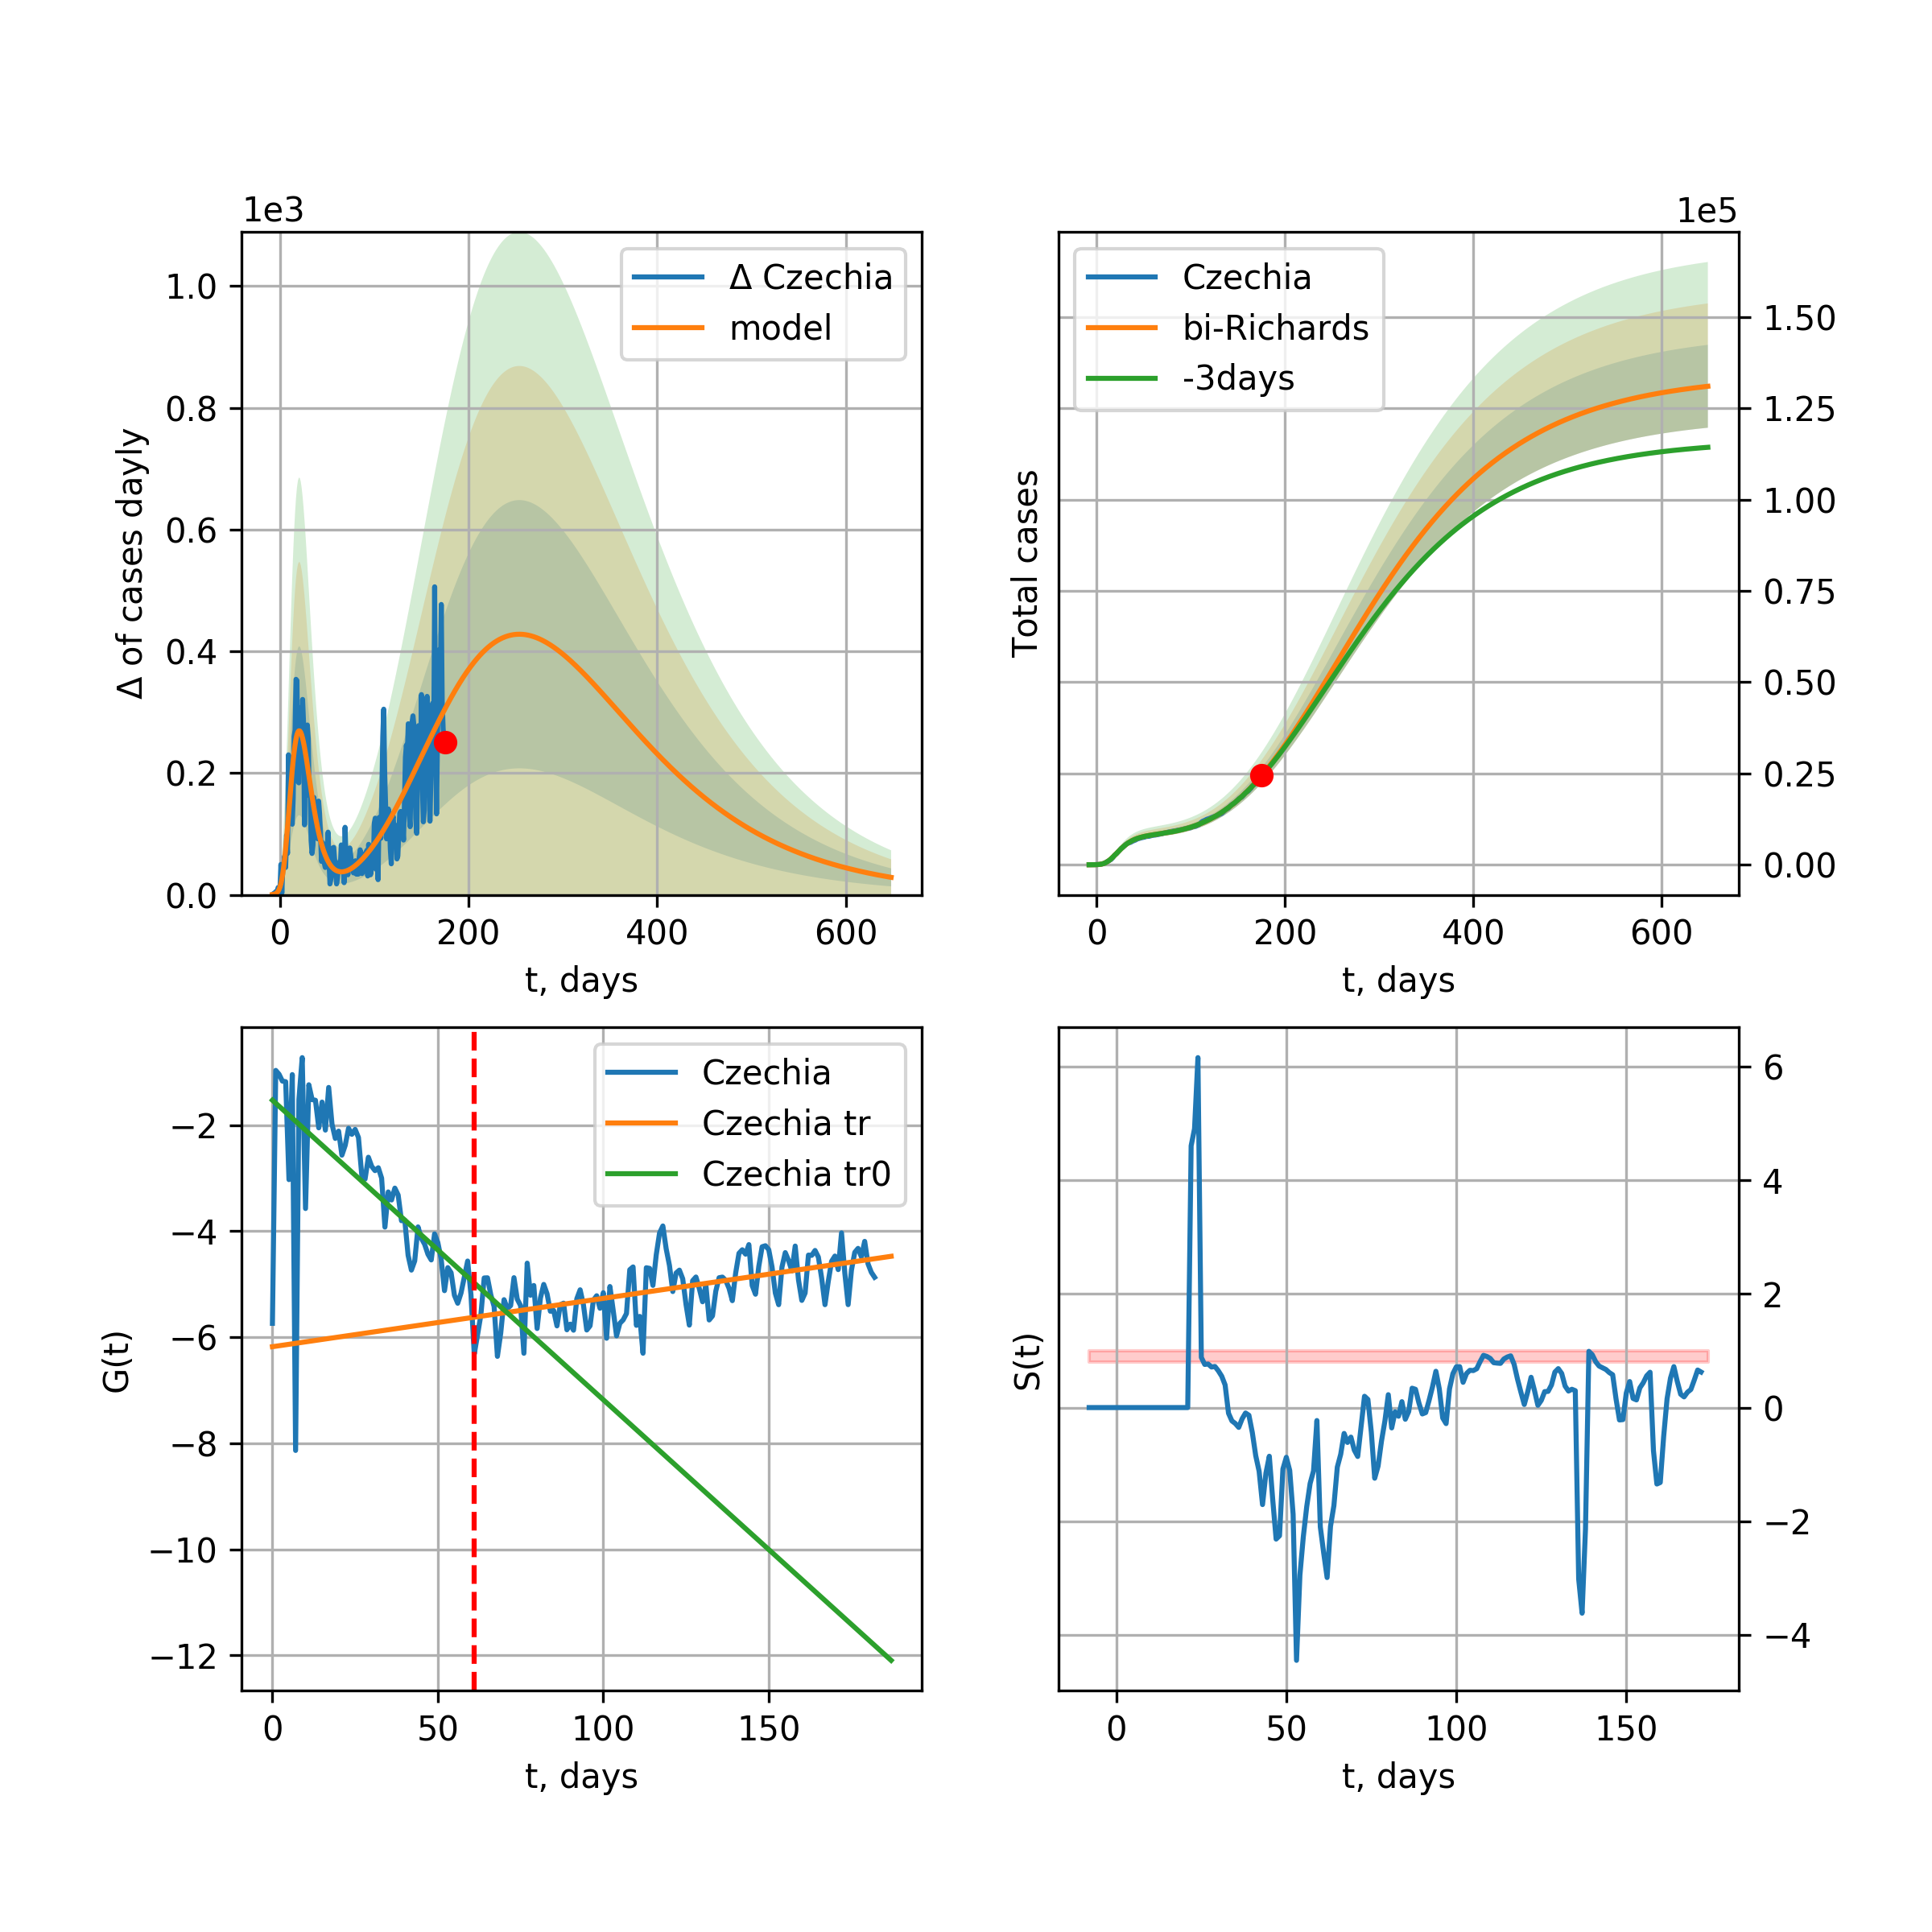 1e3
Δ of cases dayly
1.0
0.8
0.6
0.4
0.2
0.0
Δ Czechia
model
0 200 400 600
t, days
1e5
Total cases
Czechia
bi-Richards
-3days
1.50
1.25
1.00
0.75
0.50
0.25
0.00
0 200 400 600
t, days
G(t)
−2
−4
−6
−8
−10
−12
Czechia
Czechia tr
Czechia tr0
0 50 100 150
t, days
S(t)
6
4
2
0
−2
−4
0 50 100 150
t, days